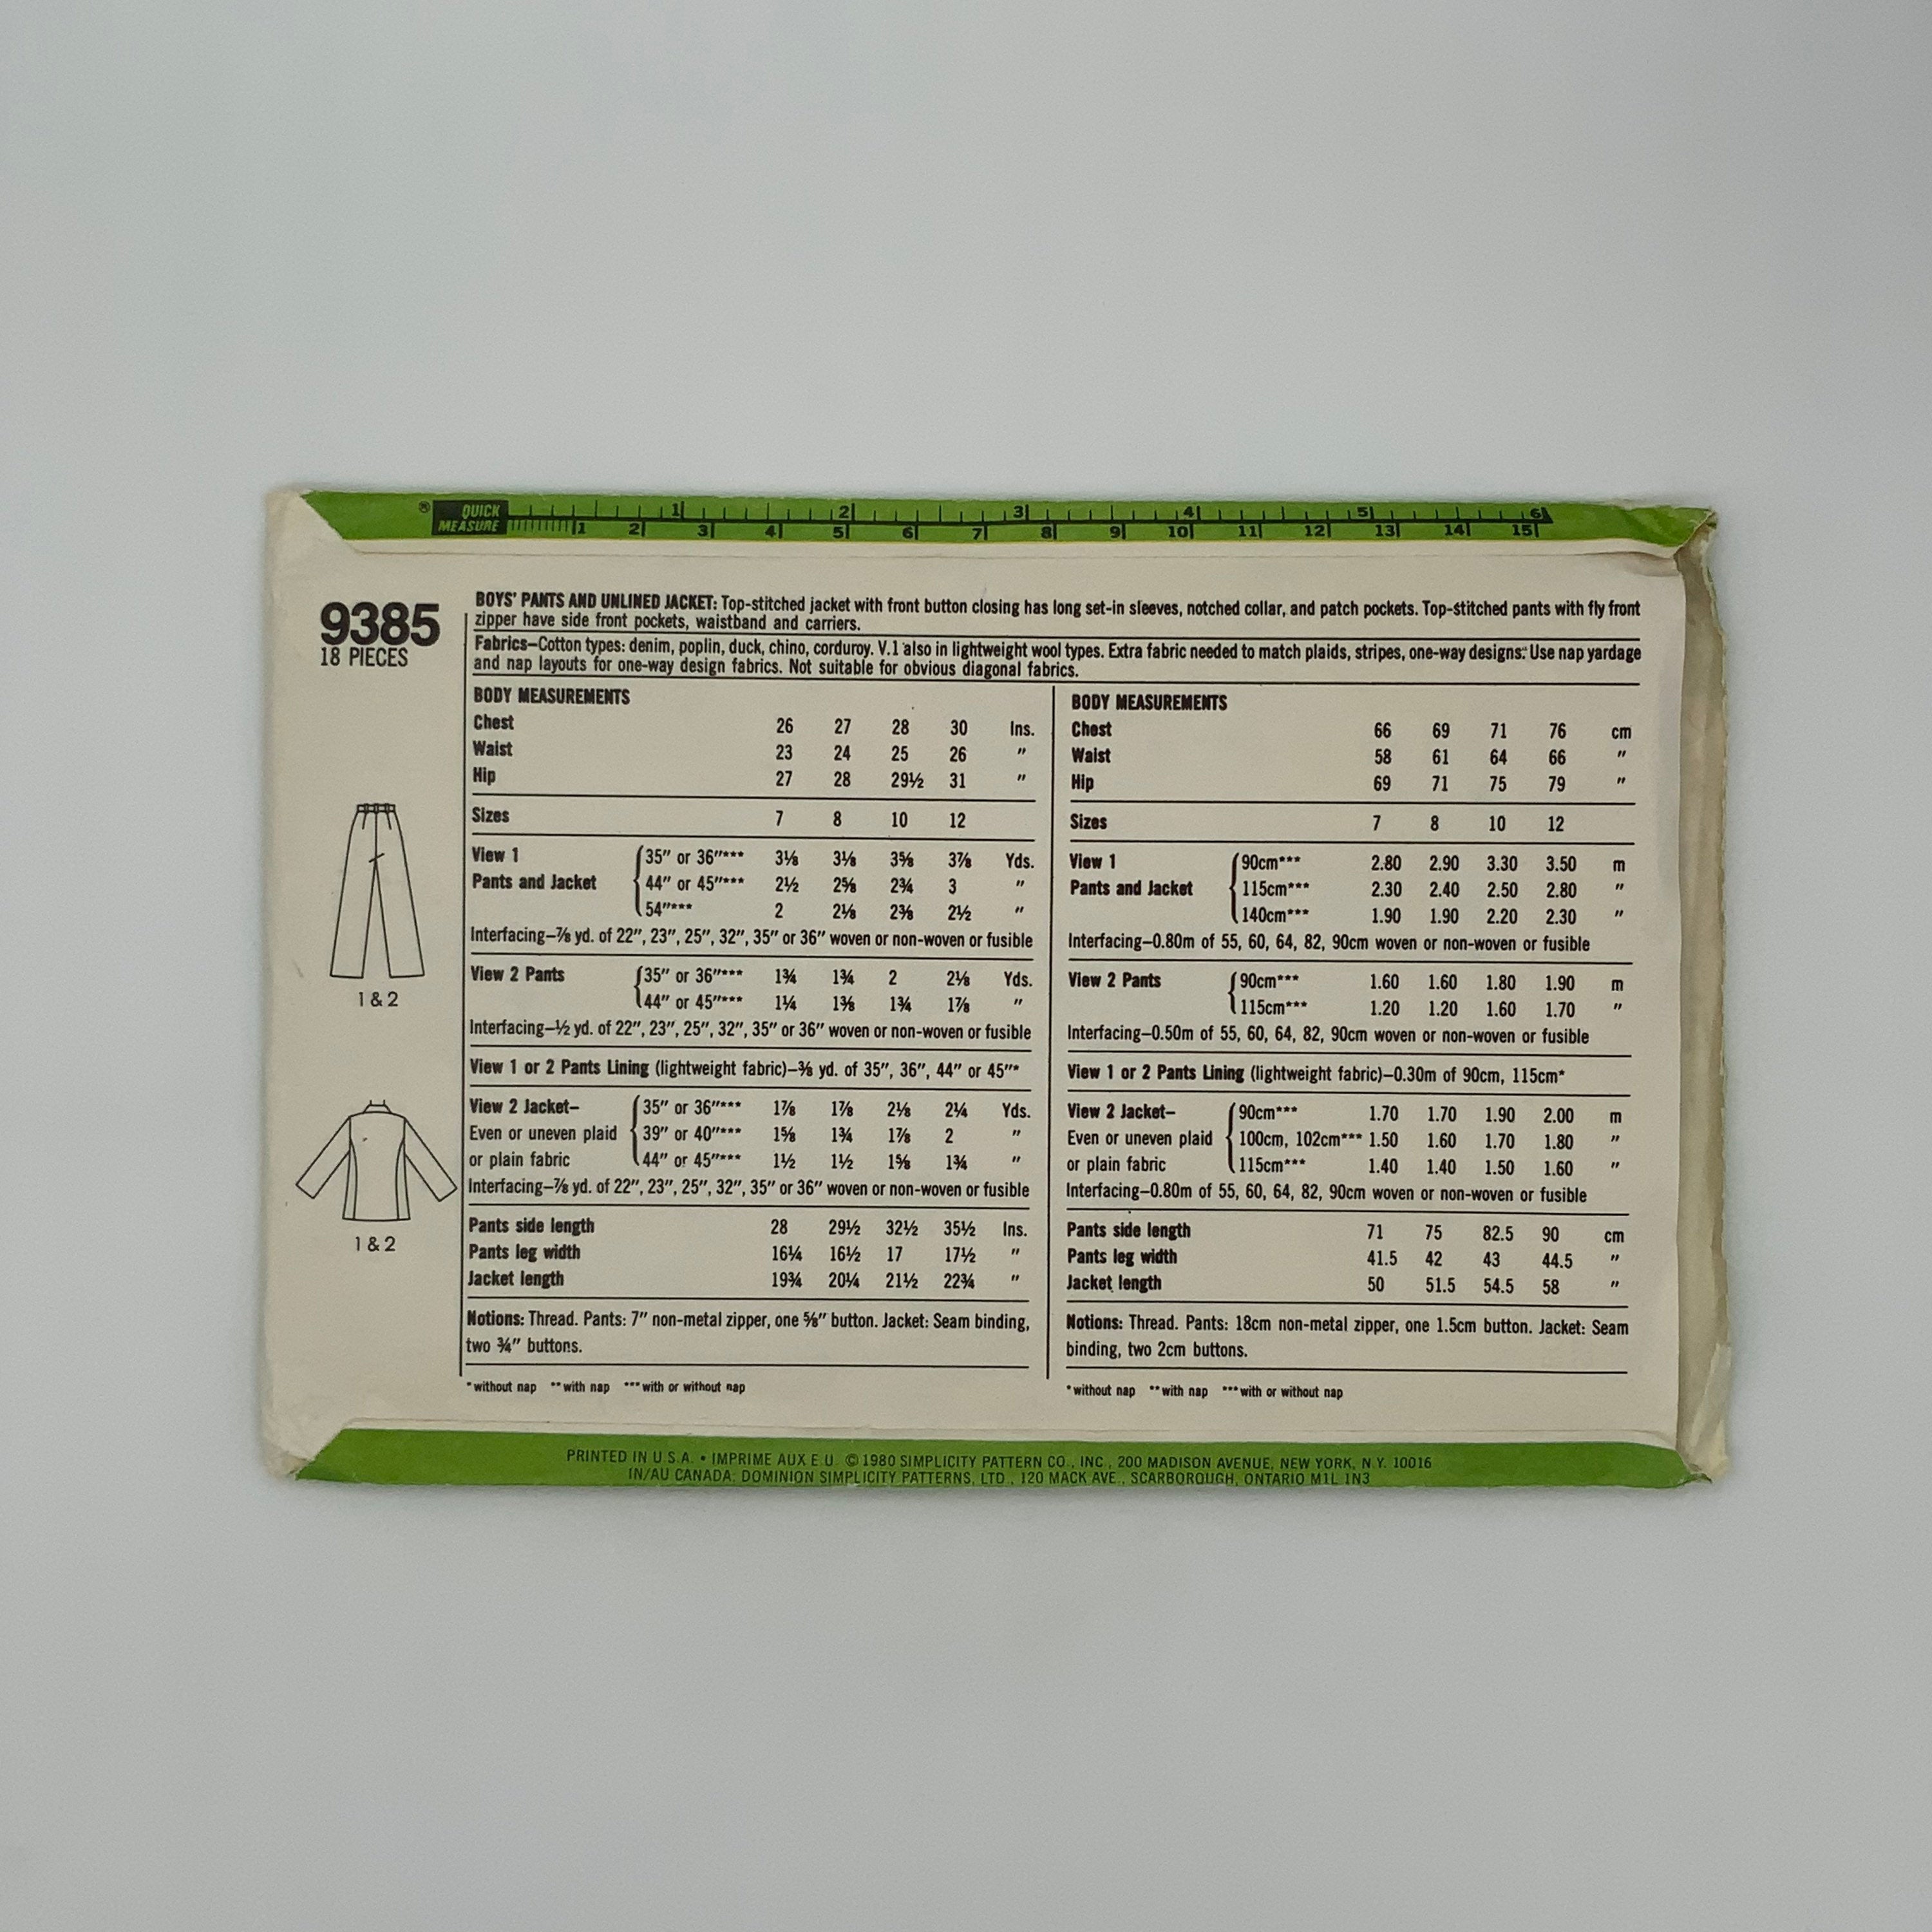 ® QUICK MEASURE
1 2 3 4 5 6
1 2 3 4 5 6 7 8 9 10 11 12 13 14 15
9385
18 PIECES
BOYS' PANTS AND UNLINED JACKET: Top-stitched jacket with front button closing has long set-in sleeves, notched collar, and patch pockets. Top-stitched pants with fly front
zipper have side front pockets, waistband and carriers.
Fabrics–Cotton types: denim, poplin, duck, chino, corduroy. V.1 also in lightweight wool types. Extra fabric needed to match plaids, stripes, one-way designs. Use nap yardage
and nap layouts for one-way design fabrics. Not suitable for obvious diagonal fabrics.
BODY MEASUREMENTS
Chest 26 27 28 30 Ins.
Waist 23 24 25 26 "
Hip 27 28 29½ 31 "
Sizes 7 8 10 12
View 1 35" or 36"*** 3⅛ 3⅛ 3⅝ 3⅞ Yds.
Pants and Jacket 44" or 45"*** 2½ 2⅝ 2¾ 3 "
54"*** 2 2⅛ 2⅜ 2½ "
Interfacing–⅞ yd. of 22", 23", 25", 32", 35" or 36" woven or non-woven or fusible
View 2 Pants 35" or 36"*** 1¾ 1¾ 2 2⅛ Yds.
44" or 45"*** 1¼ 1⅜ 1¾ 1⅞ "
Interfacing–½ yd. of 22", 23", 25", 32", 35" or 36" woven or non-woven or fusible
View 1 or 2 Pants Lining (lightweight fabric)–⅜ yd. of 35", 36", 44" or 45"*
View 2 Jacket– 35" or 36"*** 1⅞ 1⅞ 2⅛ 2¼ Yds.
Even or uneven plaid 39" or 40"*** 1⅝ 1¾ 1⅞ 2 "
or plain fabric 44" or 45"*** 1½ 1½ 1⅝ 1¾ "
Interfacing–⅞ yd. of 22", 23", 25", 32", 35" or 36" woven or non-woven or fusible
Pants side length 28 29½ 32½ 35½ Ins.
Pants leg width 16¼ 16½ 17 17½ "
Jacket length 19¾ 20¼ 21½ 22¾ "
Notions: Thread. Pants: 7" non-metal zipper, one ⅝" button. Jacket: Seam binding,
two ¾" buttons.
*without nap **with nap ***with or without nap
BODY MEASUREMENTS
Chest 66 69 71 76 cm
Waist 58 61 64 66 "
Hip 69 71 75 79 "
Sizes 7 8 10 12
View 1 90cm*** 2.80 2.90 3.30 3.50 m
Pants and Jacket 115cm*** 2.30 2.40 2.50 2.80 "
140cm*** 1.90 1.90 2.20 2.30 "
Interfacing–0.80m of 55, 60, 64, 82, 90cm woven or non-woven or fusible
View 2 Pants 90cm*** 1.60 1.60 1.80 1.90 m
115cm*** 1.20 1.20 1.60 1.70 "
Interfacing–0.50m of 55, 60, 64, 82, 90cm woven or non-woven or fusible
View 1 or 2 Pants Lining (lightweight fabric)–0.30m of 90cm, 115cm*
View 2 Jacket– 90cm*** 1.70 1.70 1.90 2.00 m
Even or uneven plaid 100cm, 102cm*** 1.50 1.60 1.70 1.80 "
or plain fabric 115cm*** 1.40 1.40 1.50 1.60 "
Interfacing–0.80m of 55, 60, 64, 82, 90cm woven or non-woven or fusible
Pants side length 71 75 82.5 90 cm
Pants leg width 41.5 42 43 44.5 "
Jacket length 50 51.5 54.5 58 "
Notions: Thread. Pants: 18cm non-metal zipper, one 1.5cm button. Jacket: Seam
binding, two 2cm buttons.
*without nap **with nap ***with or without nap
1 & 2
1 & 2
PRINTED IN U.S.A. • IMPRIME AUX E.U. ©1980 SIMPLICITY PATTERN CO., INC., 200 MADISON AVENUE, NEW YORK, N.Y. 10016
IN/AU CANADA: DOMINION SIMPLICITY PATTERNS, LTD., 120 MACK AVE., SCARBOROUGH, ONTARIO M1L 1N3